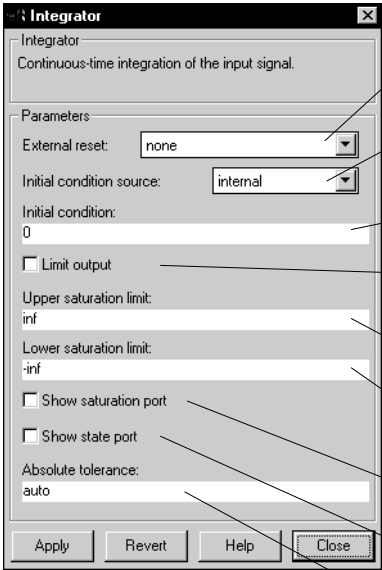 Integrator
Integrator
Continuous-time integration of the input signal.
Parameters
External reset: none
Initial condition source: internal
Initial condition:
0
Limit output
Upper saturation limit:
inf
Lower saturation limit:
-inf
Show saturation port
Show state port
Absolute tolerance:
auto
Apply Revert Help Close